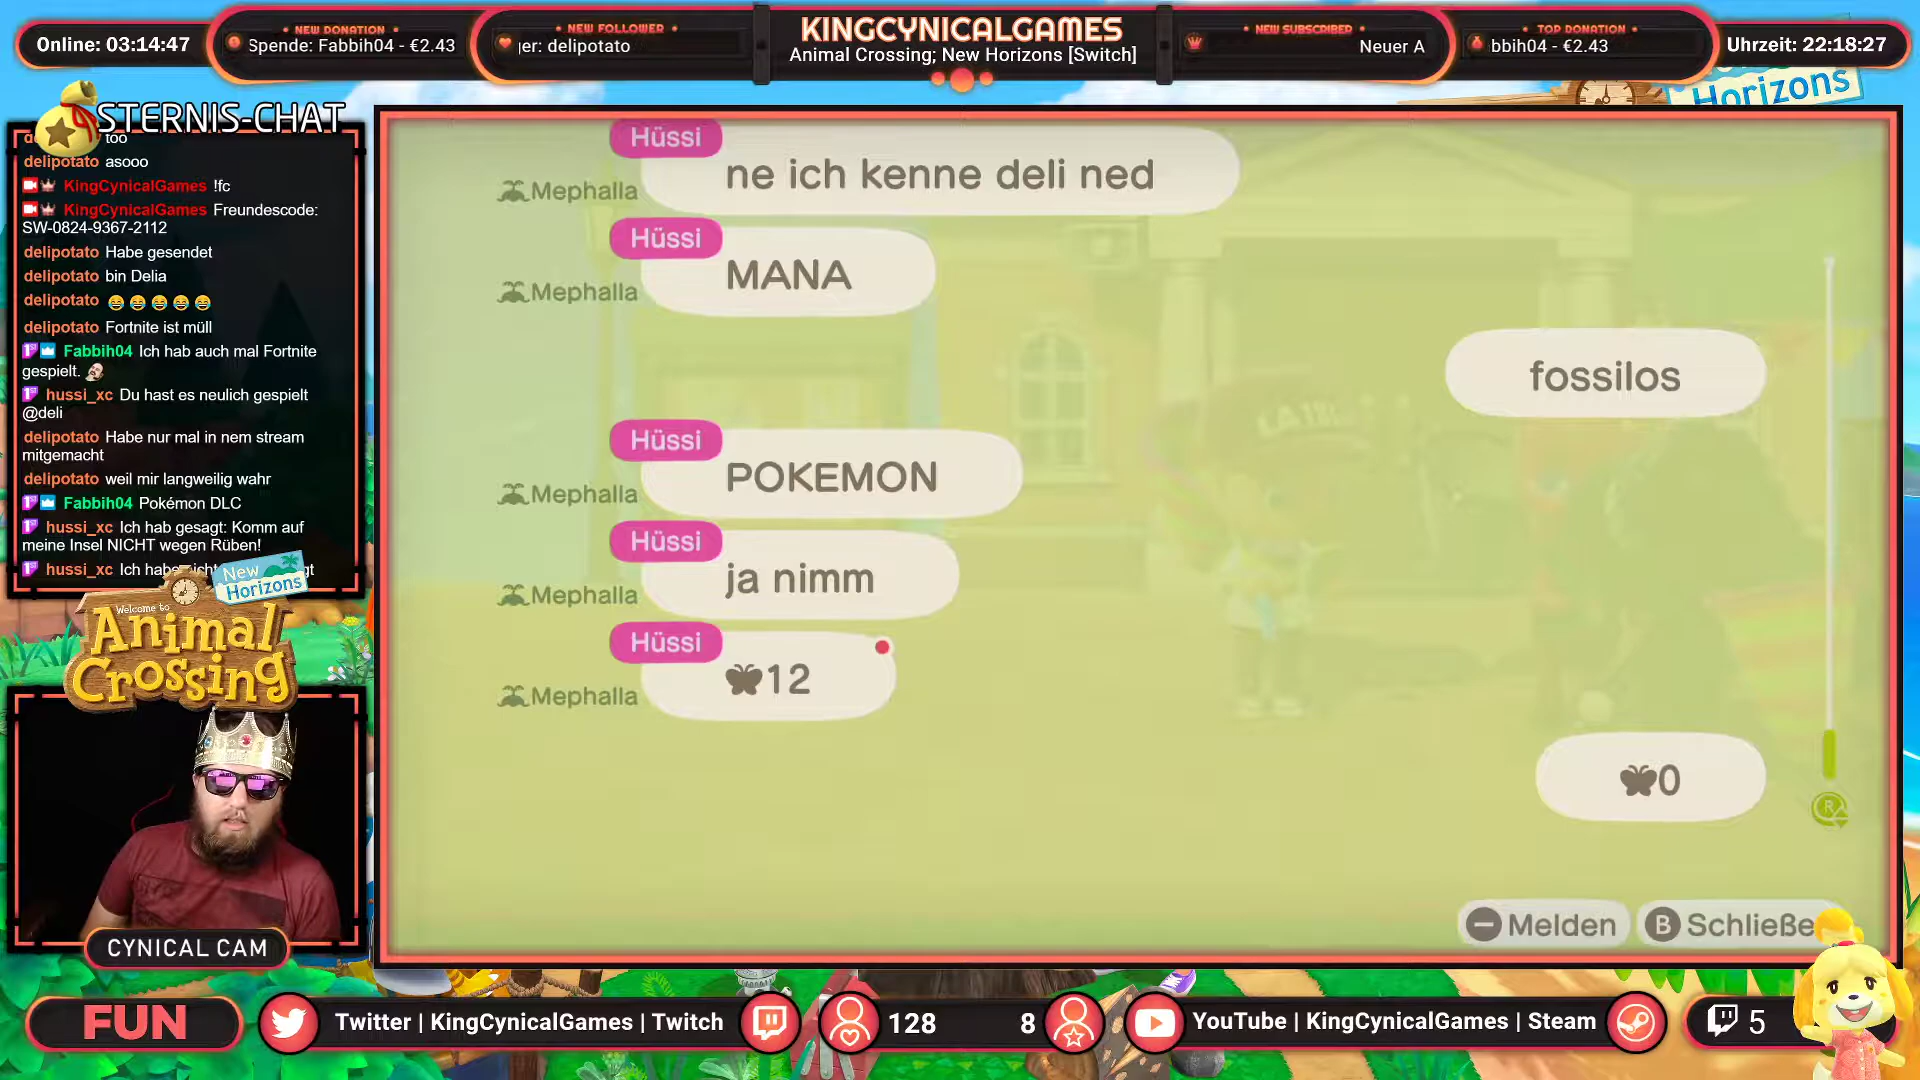 Online: 03:14:47
NEW DONATION
Spende: Fabbih04 - €2.43
NEW FOLLOWER
er: delipotato
KINGCYNICALGAMES
Animal Crossing; New Horizons [Switch]
NEW SUBSCRIBER
Neuer A
TOP DONATION
bbih04 - €2.43
Uhrzeit: 22:18:27
Horizons
STERNIS-CHAT
too
delipotato asooo
KingCynicalGames !fc
KingCynicalGames Freundescode:
SW-0824-9367-2112
delipotato Habe gesendet
delipotato bin Delia
delipotato 😂 😂 😂 😂 😂
delipotato Fortnite ist müll
Fabbih04 Ich hab auch mal Fortnite
gespielt.
hussi_xc Du hast es neulich gespielt
@deli
delipotato Habe nur mal in nem stream
mitgemacht
delipotato weil mir langweilig wahr
Fabbih04 Pokémon DLC
hussi_xc Ich hab gesagt: Komm auf
meine Insel NICHT wegen Rüben!
hussi_xc Ich hab
New
Horizons
Welcome to
Animal
Crossing
CYNICAL CAM
Hüssi
ne ich kenne deli ned
Mephalla
Hüssi
MANA
Mephalla
fossilos
Hüssi
POKEMON
Mephalla
Hüssi
ja nimm
Mephalla
Hüssi
12
Mephalla
0
R
Melden
B Schließe
FUN
Twitter | KingCynicalGames | Twitch
128
8
YouTube | KingCynicalGames | Steam
5